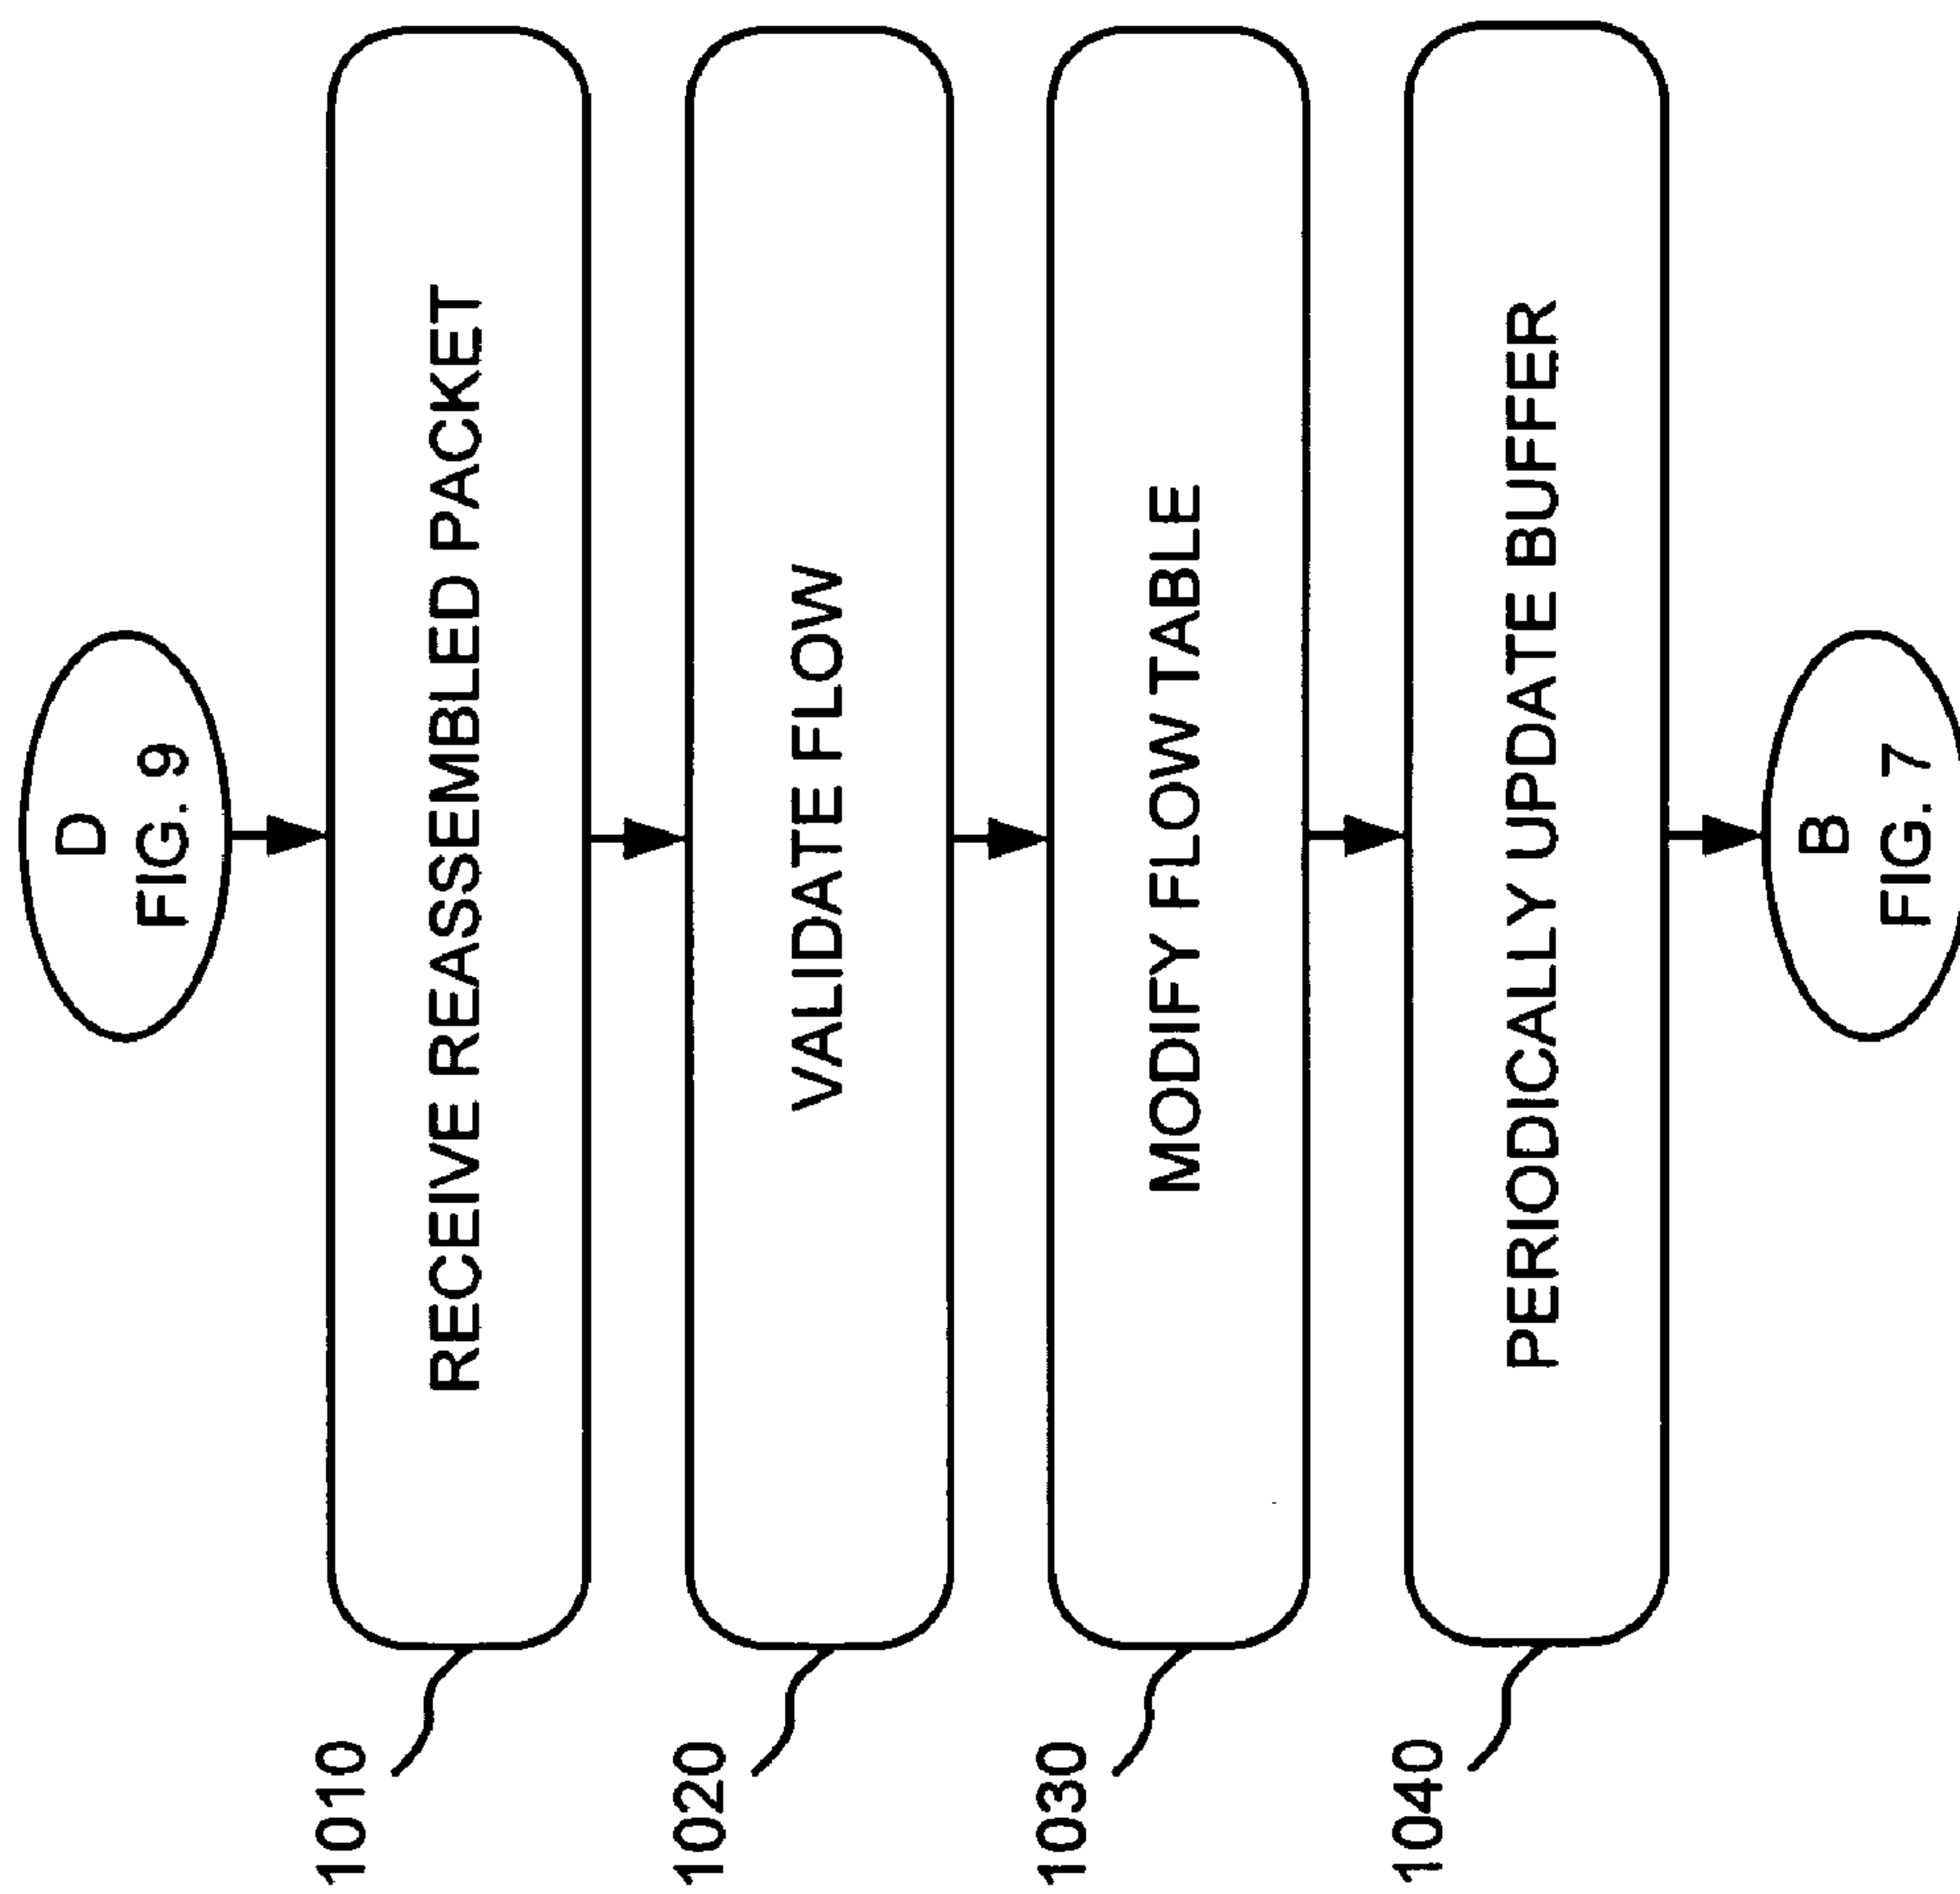 D
FIG. 9
1010
RECEIVE REASSEMBLED PACKET
1020
VALIDATE FLOW
1030
MODIFY FLOW TABLE
1040
PERIODICALLY UPDATE BUFFER
B
FIG. 7